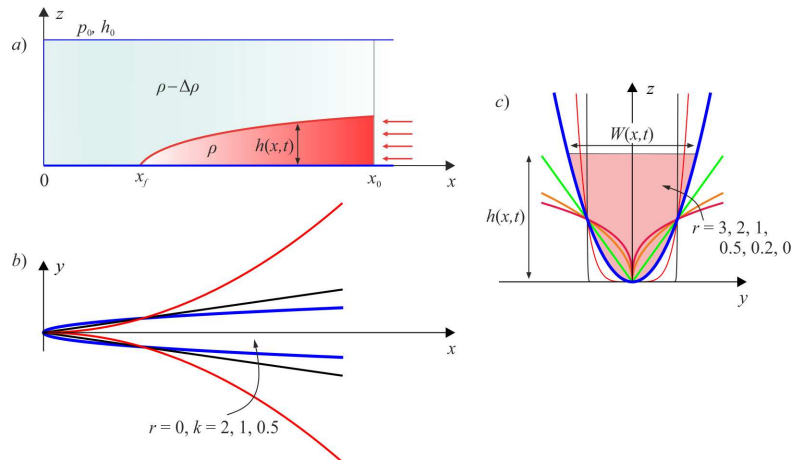 a)
z
p₀, h₀
ρ−Δρ
ρ
h(x,t)
0
x_f
x₀
x
b)
y
x
r = 0, k = 2, 1, 0.5
c)
z
W(x,t)
h(x,t)
r = 3, 2, 1,
0.5, 0.2, 0
y